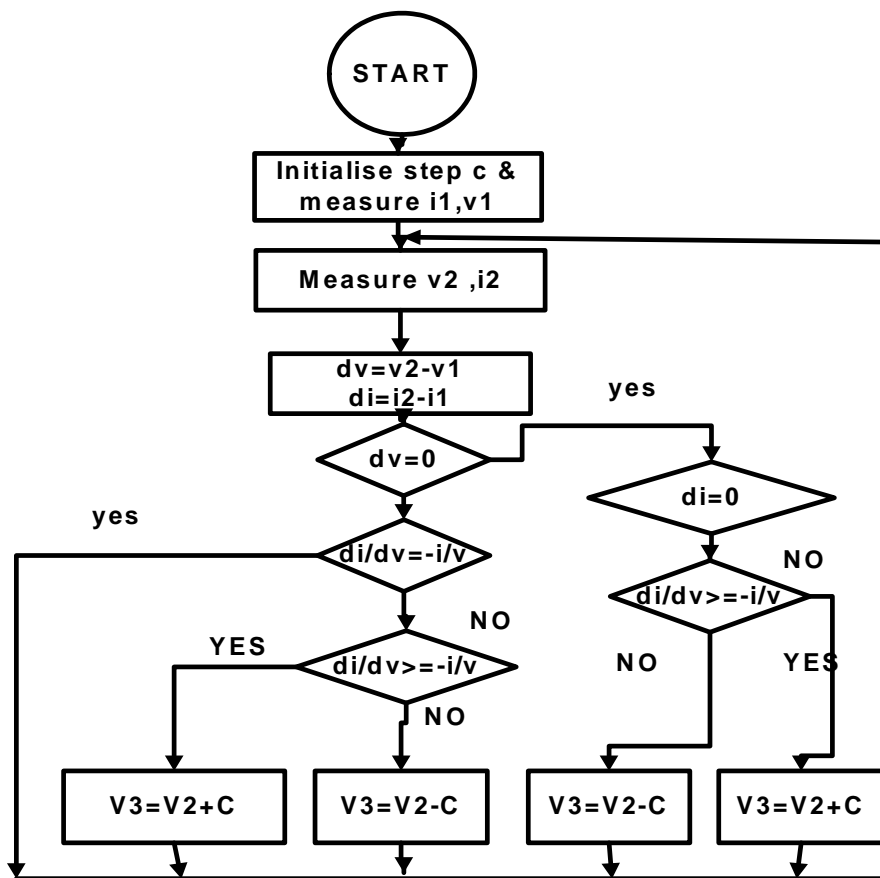 START
Initialise step c &
measure i1,v1
Measure v2 ,i2
dv=v2-v1
di=i2-i1
yes
dv=0
di=0
yes
di/dv=-i/v
NO
di/dv>=-i/v
NO
YES
di/dv>=-i/v
NO
YES
NO
V3=V2+C
V3=V2-C
V3=V2-C
V3=V2+C